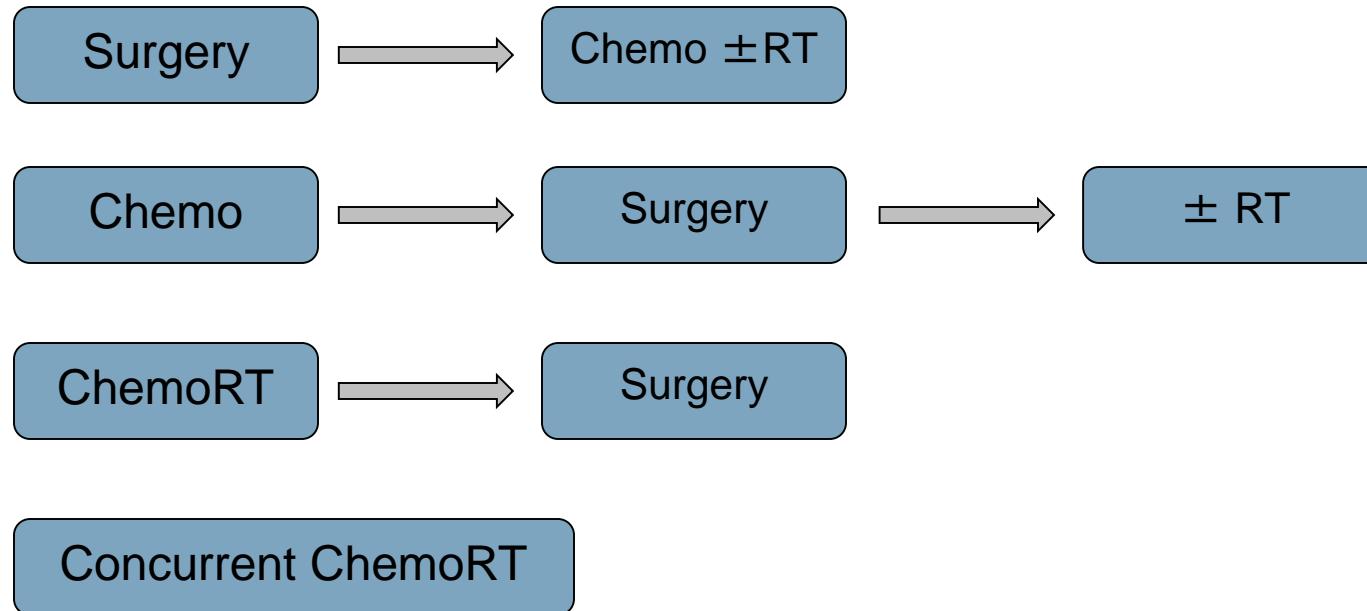 Surgery
Chemo ±RT
Chemo
Surgery
± RT
ChemoRT
Surgery
Concurrent ChemoRT